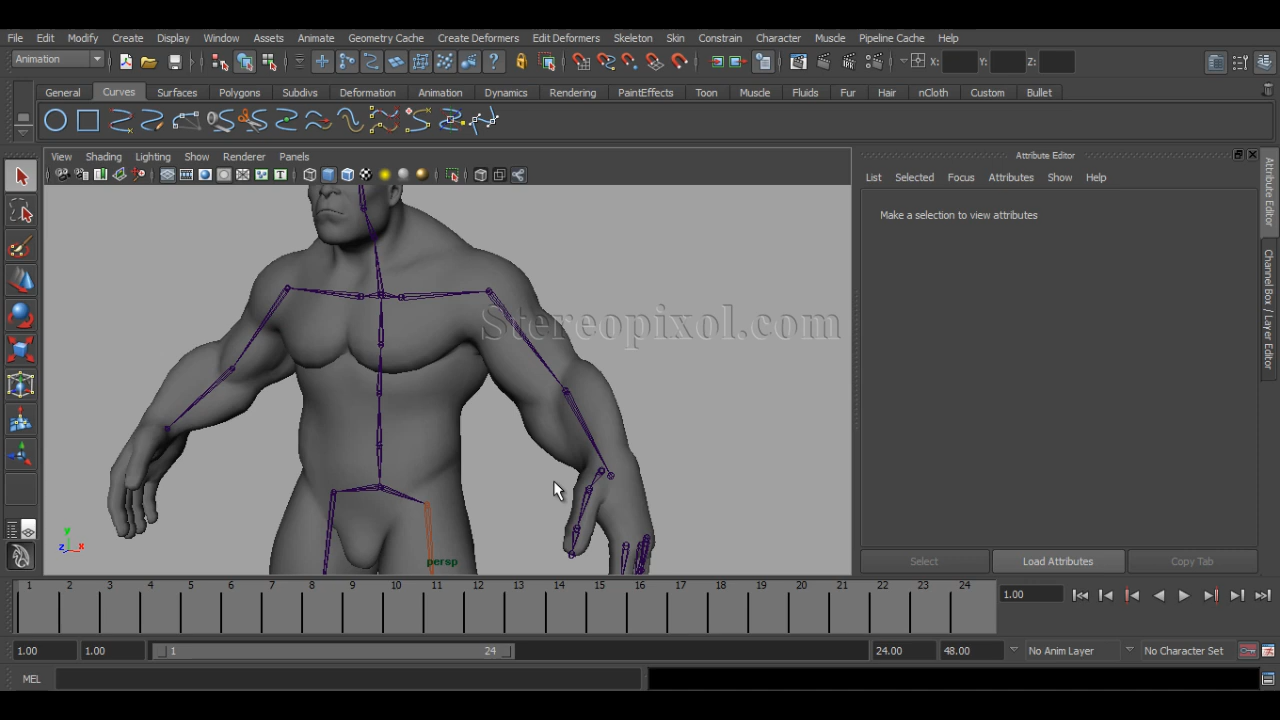 File Edit Modify Create Display Window Assets Animate Geometry Cache Create Deformers Edit Deformers Skeleton Skin Constrain Character Muscle Pipeline Cache Help
Animation X: Y: Z:
General Curves Surfaces Polygons Subdivs Deformation Animation Dynamics Rendering PaintEffects Toon Muscle Fluids Fur Hair nCloth Custom Bullet
View Shading Lighting Show Renderer Panels
Attribute Editor
List Selected Focus Attributes Show Help
Make a selection to view attributes
Attribute Editor
Channel Box / Layer Editor
Stereopixol.com
y
z x
persp
Select Load Attributes Copy Tab
1 2 3 4 5 6 7 8 9 10 11 12 13 14 15 16 17 18 19 20 21 22 23 24
1.00
1.00 1.00 1 24 24.00 48.00 No Anim Layer No Character Set
MEL